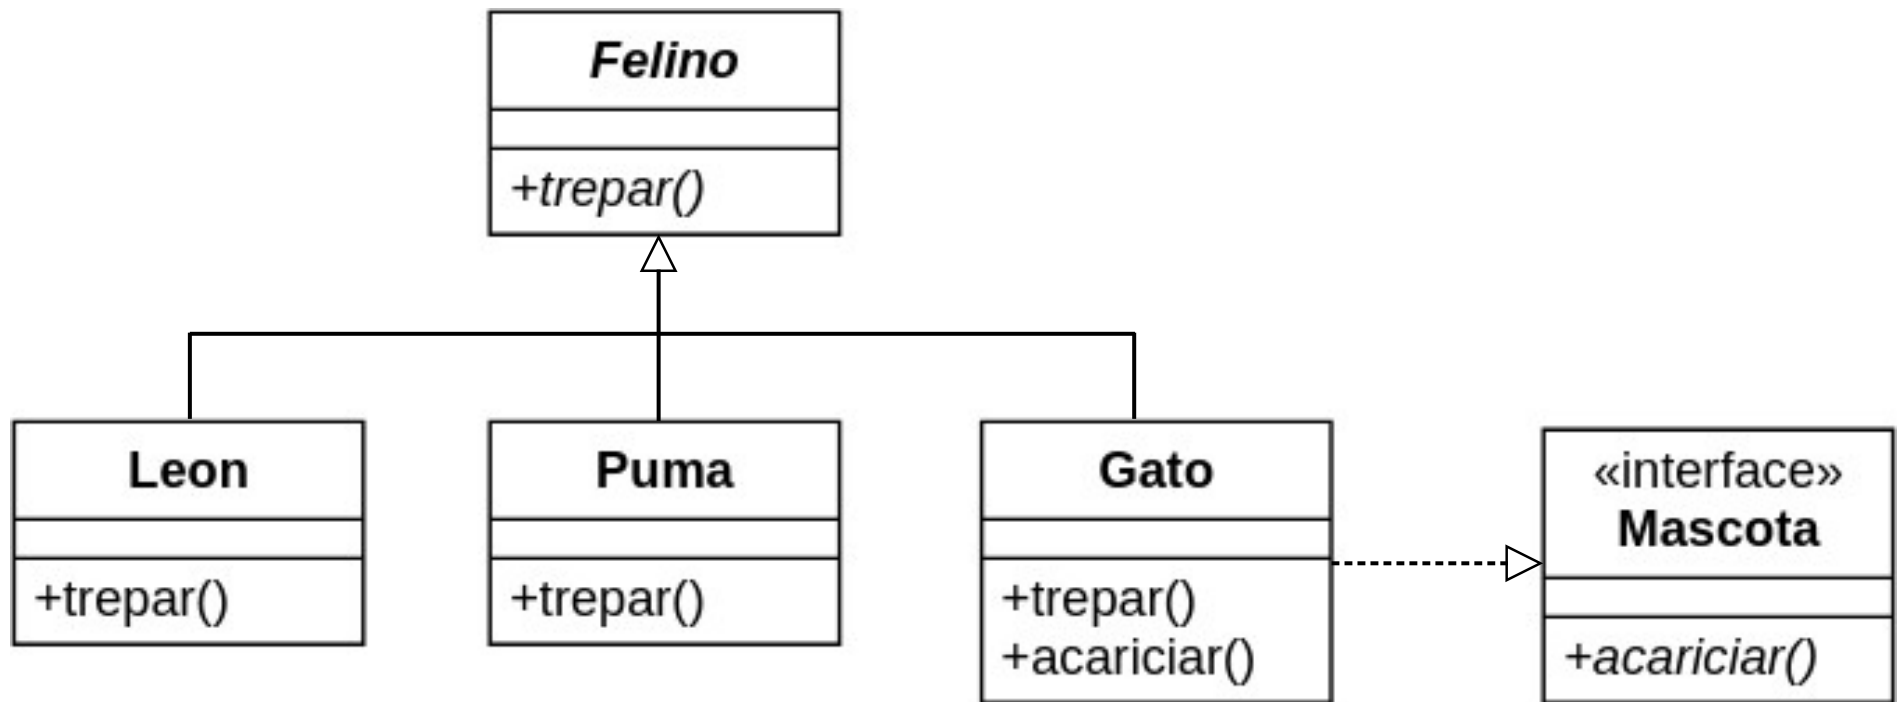 Felino
+trepar()
Leon
+trepar()
Puma
+trepar()
Gato
+trepar()
+acariciar()
«interface»
Mascota
+acariciar()